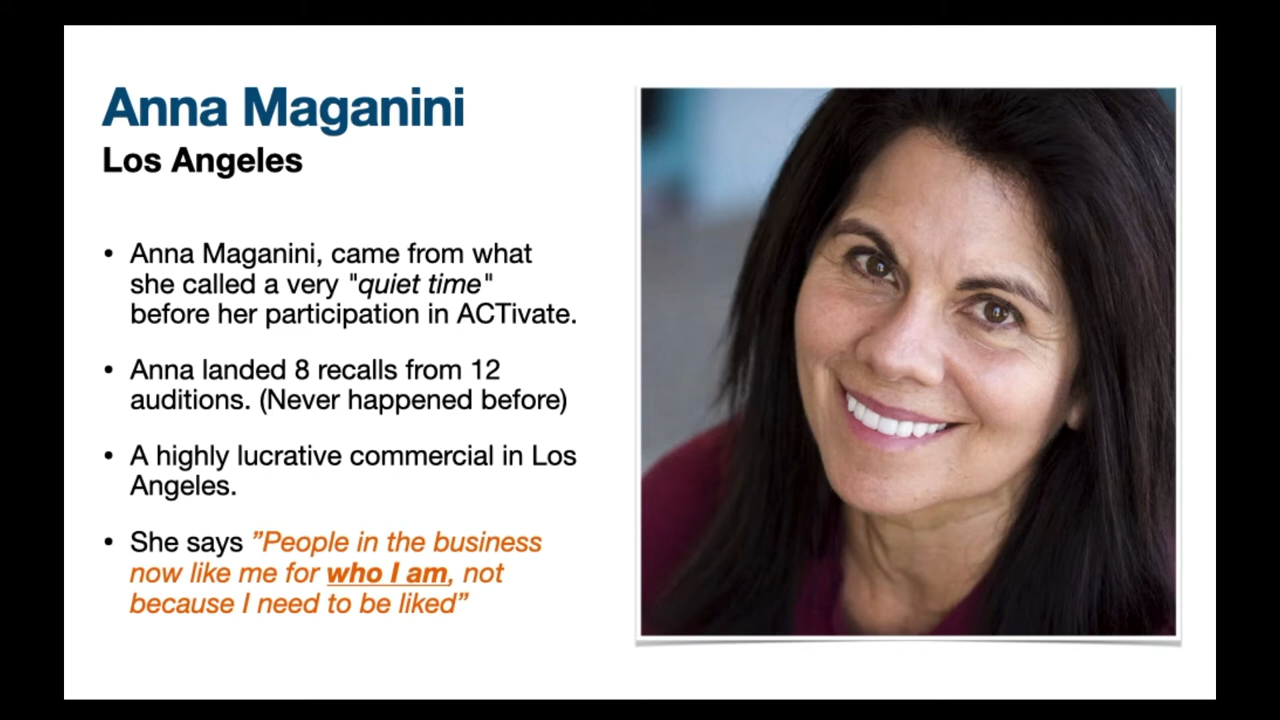 Anna Maganini
Los Angeles
• Anna Maganini, came from what
she called a very "quiet time"
before her participation in ACTivate.
• Anna landed 8 recalls from 12
auditions. (Never happened before)
• A highly lucrative commercial in Los
Angeles.
• She says ”People in the business
now like me for who I am, not
because I need to be liked”